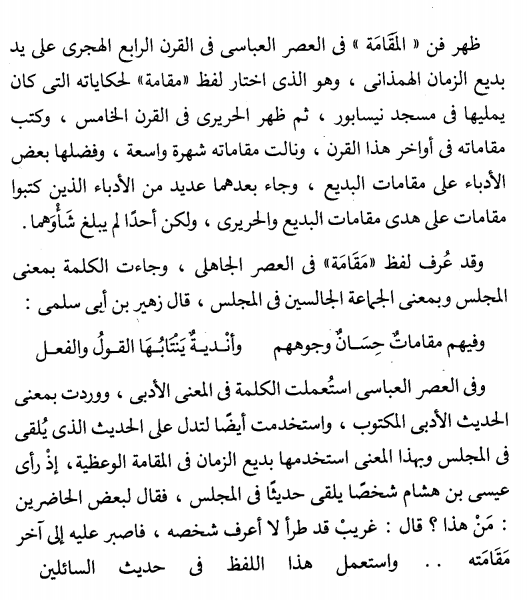 ظهر فن « المَقَامَة » فى العصر العباسى فى القرن الرابع الهجرى على يد
بديع الزمان الهمذانى ، وهو الذى اختار لفظ «مقامة» لحكاياته التى كان
يمليها فى مسجد نيسابور ، ثم ظهر الحريرى فى القرن الخامس ، وكتب
مقاماته فى أواخر هذا القرن ، ونالت مقاماته شهرة واسعة ، وفضلها بعض
الأدباء على مقامات البديع ، وجاء بعدهما عديد من الأدباء الذين كتبوا
مقامات على هدى مقامات البديع والحريرى ، ولكن أحدًا لم يبلغ شَأْوَهما .
وقد عُرف لفظ «مَقَامَة» فى العصر الجاهلى ، وجاءت الكلمة بمعنى
المجلس وبمعنى الجماعة الجالسين فى المجلس ، قال زهير بن أبى سلمى :
وفيهم مقاماتٌ حِسَـانٌ وجوههم وأنْـديـةٌ يَنْتَابُـهَا القـولُ والفعـل
وفى العصر العباسى استُعملت الكلمة فى المعنى الأدبى ، ووردت بمعنى
الحديث الأدبى المكتوب ، واستخدمت أيضًا لتدل على الحديث الذى يُلقى
فى المجلس وبهذا المعنى استخدمها بديع الزمان فى المقامة الوعظية، إذْ رأى
عيسى بن هشام شخصًا يلقى حديثًا فى المجلس ، فقال لبعض الحاضرين
: مَنْ هذا ؟ قال : غريبٌ قد طرأ لا أعرف شخصه ، فاصبر عليه إلى آخر
مَقَامَته . . واستعمل هذا اللفظ فى حديث السائلين